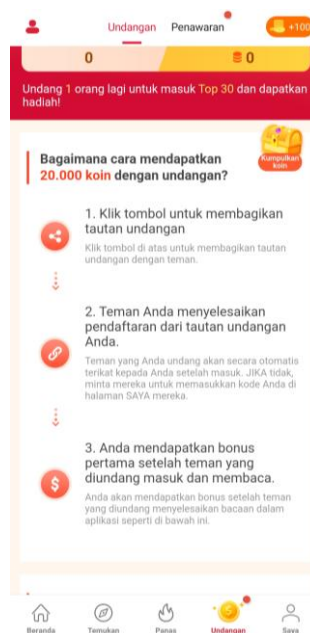 Undangan Penawaran
+100
0 0
Undang 1 orang lagi untuk masuk Top 30 dan dapatkan
hadiah!
Bagaimana cara mendapatkan
20.000 koin dengan undangan?
Kumpulkan
koin
1. Klik tombol untuk membagikan
tautan undangan
Klik tombol di atas untuk membagikan tautan
undangan dengan teman.
2. Teman Anda menyelesaikan
pendaftaran dari tautan undangan
Anda.
Teman yang Anda undang akan secara otomatis
terikat kepada Anda setelah masuk. JIKA tidak,
minta mereka untuk memasukkan kode Anda di
halaman SAYA mereka.
3. Anda mendapatkan bonus
pertama setelah teman yang
diundang masuk dan membaca.
Anda akan mendapatkan bonus setelah teman
yang diundang menyelesaikan bacaan dalam
aplikasi seperti di bawah ini.
Beranda Temukan Panas Undangan Saya